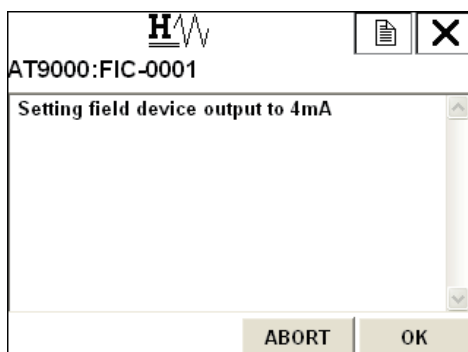 H
AT9000:FIC-0001
Setting field device output to 4mA
ABORT OK